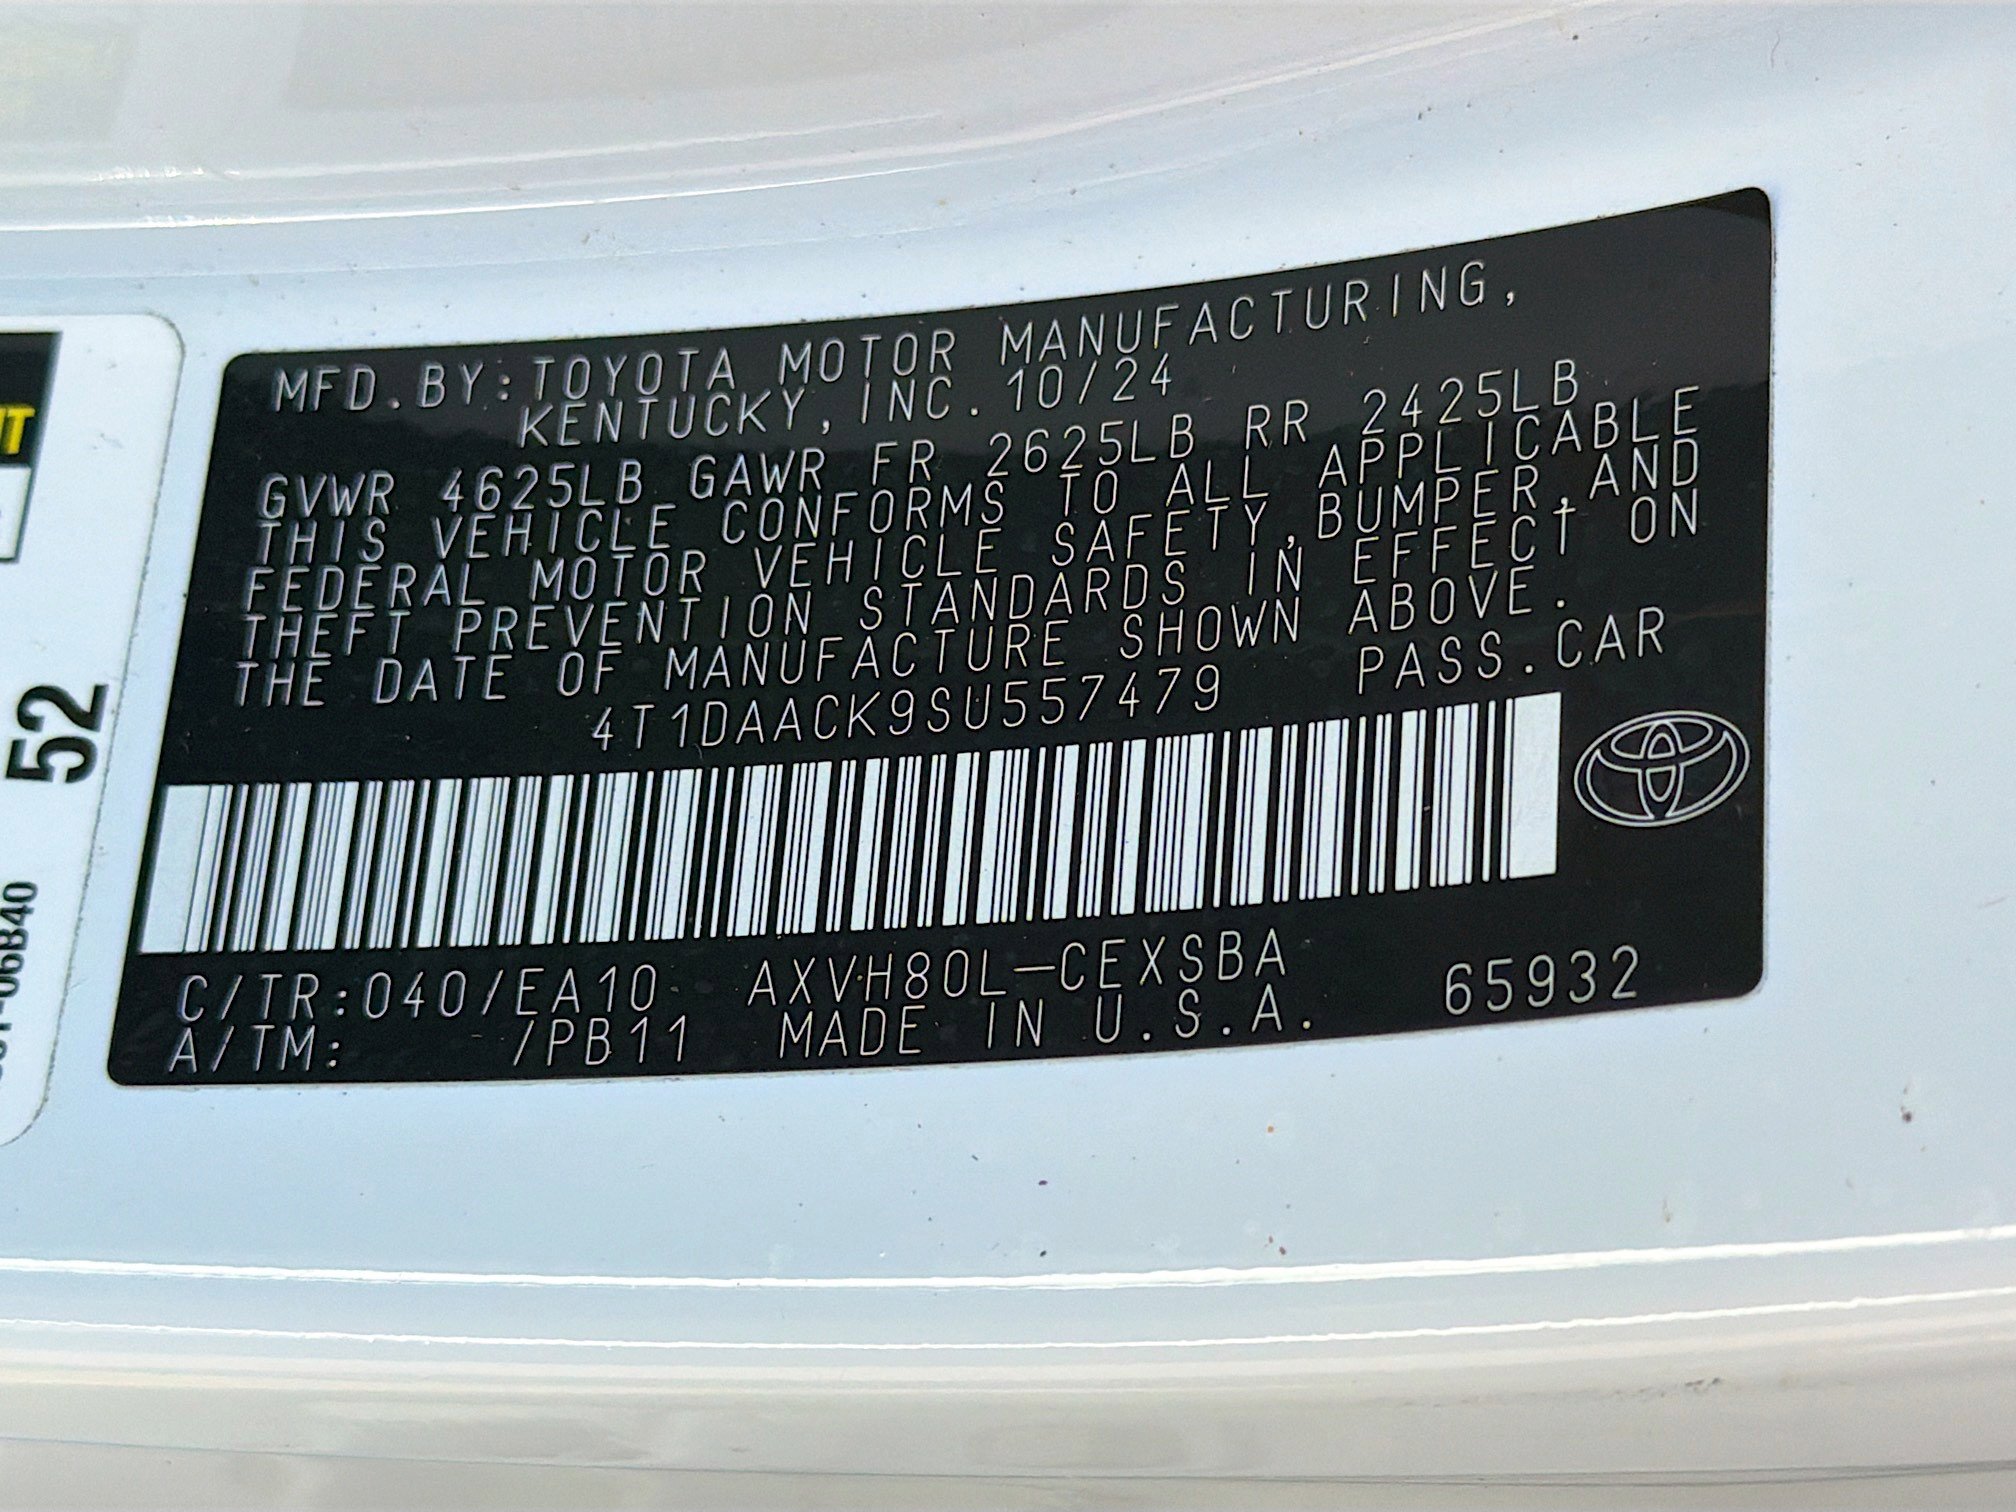 MFD.BY:TOYOTA MOTOR MANUFACTURING,
KENTUCKY, INC. 10/24
GVWR 4625LB GAWR FR 2625LB RR 2425LB
THIS VEHICLE CONFORMS TO ALL APPLICABLE
FEDERAL MOTOR VEHICLE SAFETY,BUMPER,AND
THEFT PREVENTION STANDARDS IN EFFECT ON
THE DATE OF MANUFACTURE SHOWN ABOVE.
4T1DAACK9SU557479 PASS.CAR
C/TR:040/EA10 AXVH80L-CEXSBA 65932
A/TM: /PB11 MADE IN U.S.A.
52